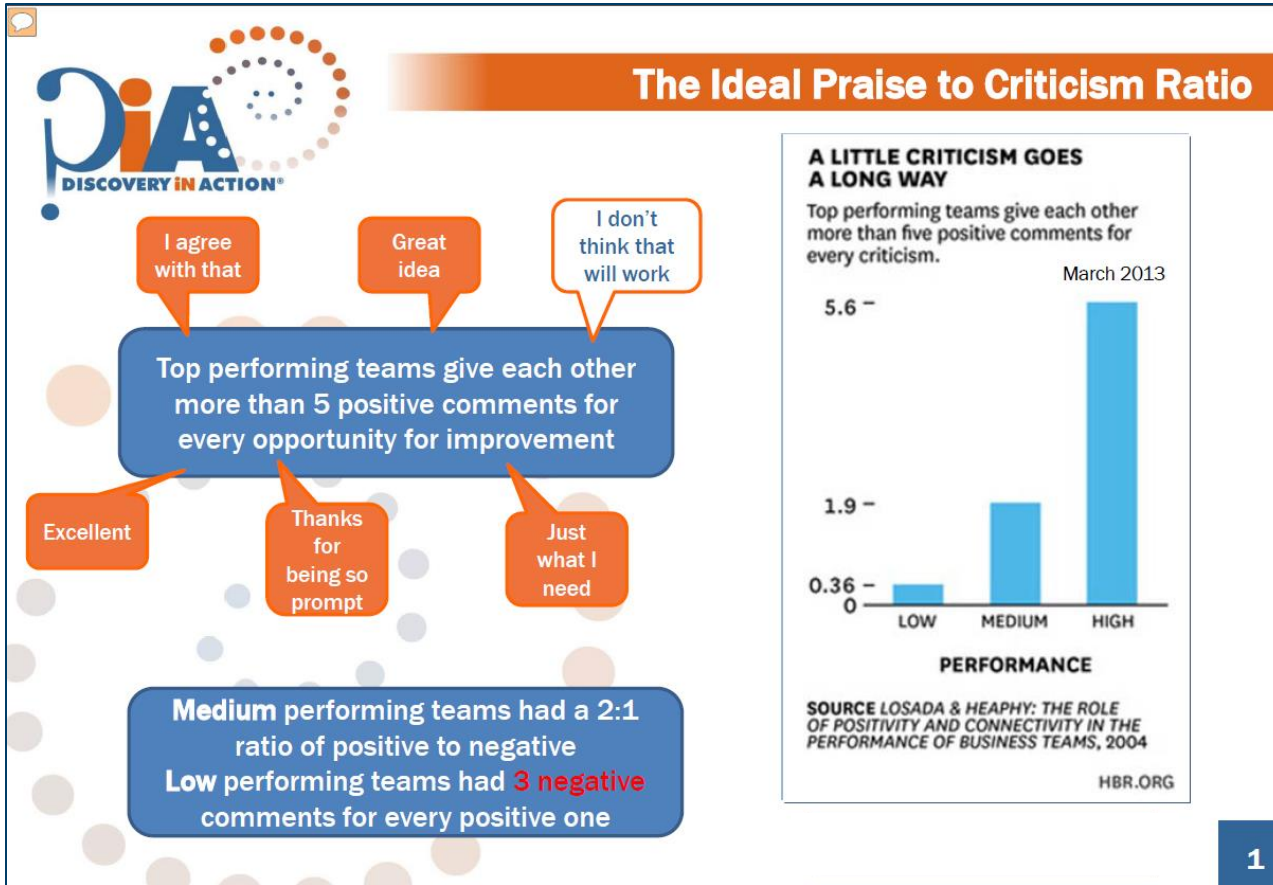 The Ideal Praise to Criticism Ratio
DiA
DISCOVERY iN ACTION®
I agree
with that
Great
idea
I don't
think that
will work
Top performing teams give each other
more than 5 positive comments for
every opportunity for improvement
Excellent
Thanks
for
being so
prompt
Just
what I
need
Medium performing teams had a 2:1
ratio of positive to negative
Low performing teams had 3 negative
comments for every positive one
A LITTLE CRITICISM GOES
A LONG WAY
Top performing teams give each other
more than five positive comments for
every criticism.
March 2013
5.6
1.9
0.36
0
LOW MEDIUM HIGH
PERFORMANCE
SOURCE LOSADA & HEAPHY: THE ROLE
OF POSITIVITY AND CONNECTIVITY IN THE
PERFORMANCE OF BUSINESS TEAMS, 2004
HBR.ORG
1